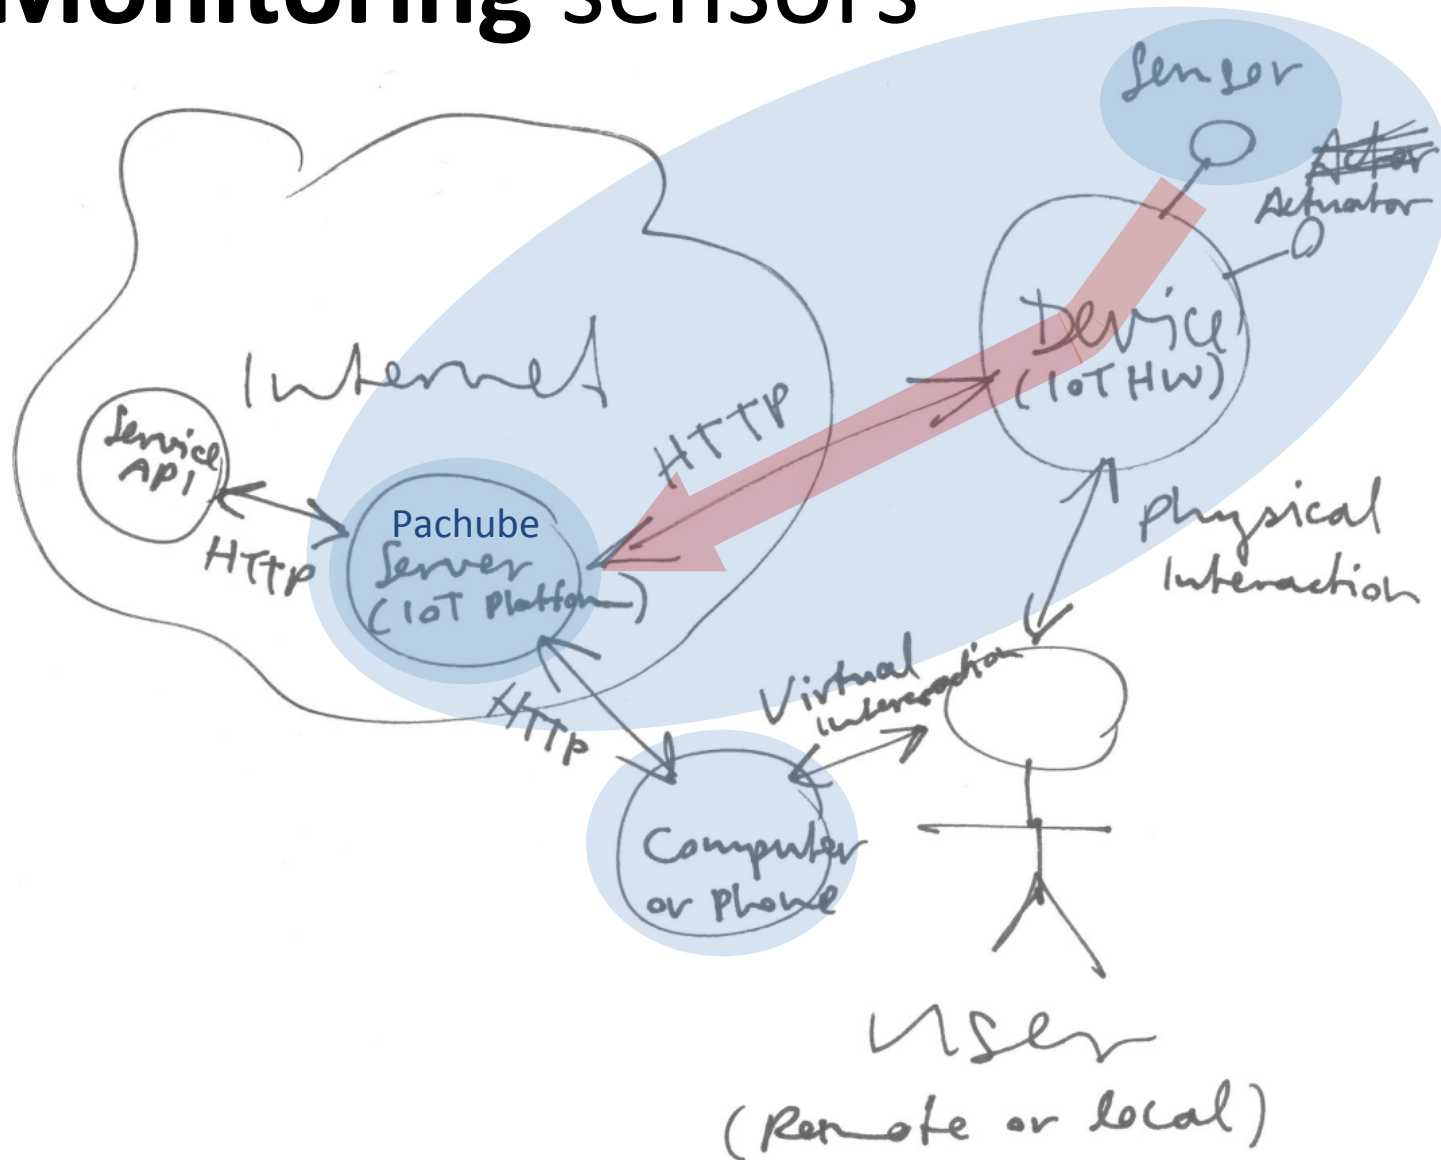 Monitoring sensors
Sensor
Actor
Actuator
Internet
Device
(IoT HW)
HTTP
Service
API
HTTP
Pachube
Server
(IoT Platform)
Physical
Interaction
Virtual
Interaction
HTTP
Computer
or Phone
User
(Remote or local)